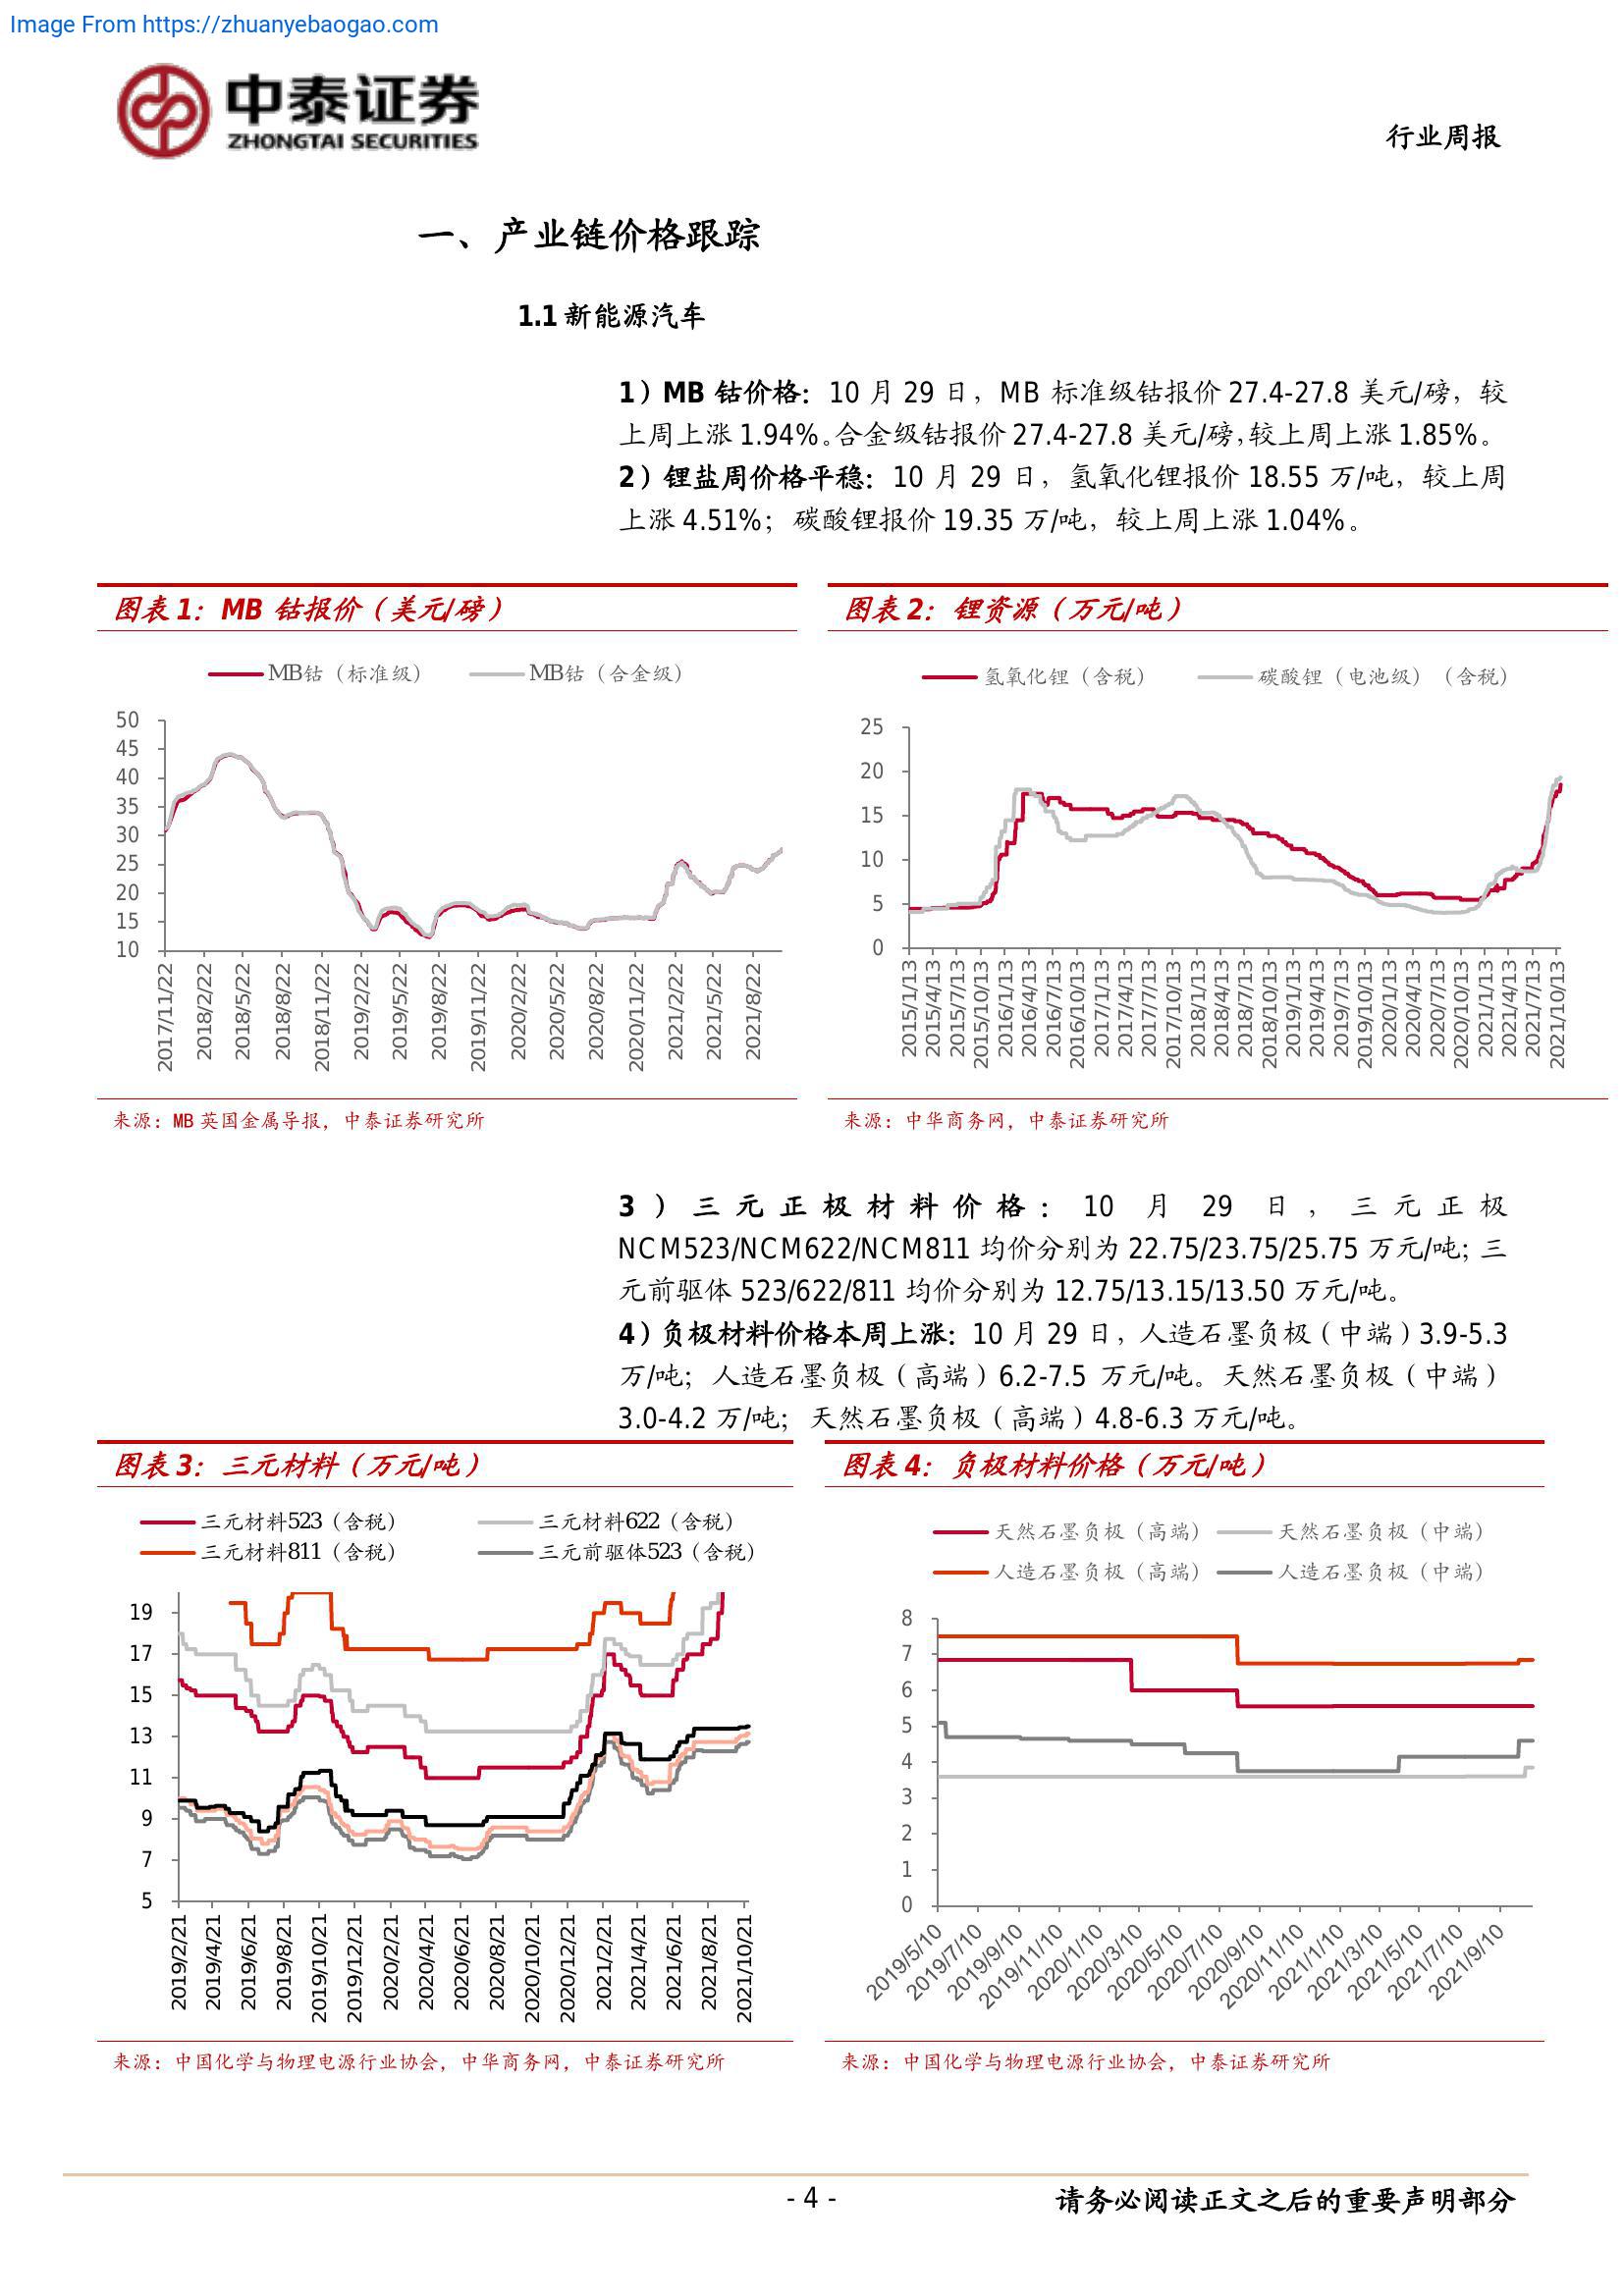 Image From https://zhuanyebaogao.com
中泰证券
ZHONGTAI SECURITIES
行业周报
一、产业链价格跟踪
1.1 新能源汽车
1）MB 钴价格：10 月 29 日，MB 标准级钴报价 27.4-27.8 美元/磅，较
上周上涨 1.94%。合金级钴报价 27.4-27.8 美元/磅，较上周上涨 1.85%。
2）锂盐周价格平稳：10 月 29 日，氢氧化锂报价 18.55 万/吨，较上周
上涨 4.51%；碳酸锂报价 19.35 万/吨，较上周上涨 1.04%。
图表 1：MB 钴报价（美元/磅）
MB钴（标准级）
MB钴（合金级）
50
45
40
35
30
25
20
15
10
2017/11/22
2018/2/22
2018/5/22
2018/8/22
2018/11/22
2019/2/22
2019/5/22
2019/8/22
2019/11/22
2020/2/22
2020/5/22
2020/8/22
2020/11/22
2021/2/22
2021/5/22
2021/8/22
来源：MB 英国金属导报，中泰证券研究所
图表 2：锂资源（万元/吨）
氢氧化锂（含税）
碳酸锂（电池级）（含税）
25
20
15
10
5
0
2015/1/13
2015/4/13
2015/7/13
2015/10/13
2016/1/13
2016/4/13
2016/7/13
2016/10/13
2017/1/13
2017/4/13
2017/7/13
2017/10/13
2018/1/13
2018/4/13
2018/7/13
2018/10/13
2019/1/13
2019/4/13
2019/7/13
2019/10/13
2020/1/13
2020/4/13
2020/7/13
2020/10/13
2021/1/13
2021/4/13
2021/7/13
2021/10/13
来源：中华商务网，中泰证券研究所
3）三元正极材料价格：10 月 29 日，三元正极
NCM523/NCM622/NCM811 均价分别为 22.75/23.75/25.75 万元/吨；三
元前驱体 523/622/811 均价分别为 12.75/13.15/13.50 万元/吨。
4）负极材料价格本周上涨：10 月 29 日，人造石墨负极（中端）3.9-5.3
万/吨；人造石墨负极（高端）6.2-7.5 万元/吨。天然石墨负极（中端）
3.0-4.2 万/吨；天然石墨负极（高端）4.8-6.3 万元/吨。
图表 3：三元材料（万元/吨）
三元材料523（含税）
三元材料622（含税）
三元材料811（含税）
三元前驱体523（含税）
19
17
15
13
11
9
7
5
2019/2/21
2019/4/21
2019/6/21
2019/8/21
2019/10/21
2019/12/21
2020/2/21
2020/4/21
2020/6/21
2020/8/21
2020/10/21
2020/12/21
2021/2/21
2021/4/21
2021/6/21
2021/8/21
2021/10/21
来源：中国化学与物理电源行业协会，中华商务网，中泰证券研究所
图表 4：负极材料价格（万元/吨）
天然石墨负极（高端）
天然石墨负极（中端）
人造石墨负极（高端）
人造石墨负极（中端）
8
7
6
5
4
3
2
1
0
2019/5/10
2019/7/10
2019/9/10
2019/11/10
2020/1/10
2020/3/10
2020/5/10
2020/7/10
2020/9/10
2020/11/10
2021/1/10
2021/3/10
2021/5/10
2021/7/10
2021/9/10
来源：中国化学与物理电源行业协会，中泰证券研究所
- 4 -
请务必阅读正文之后的重要声明部分